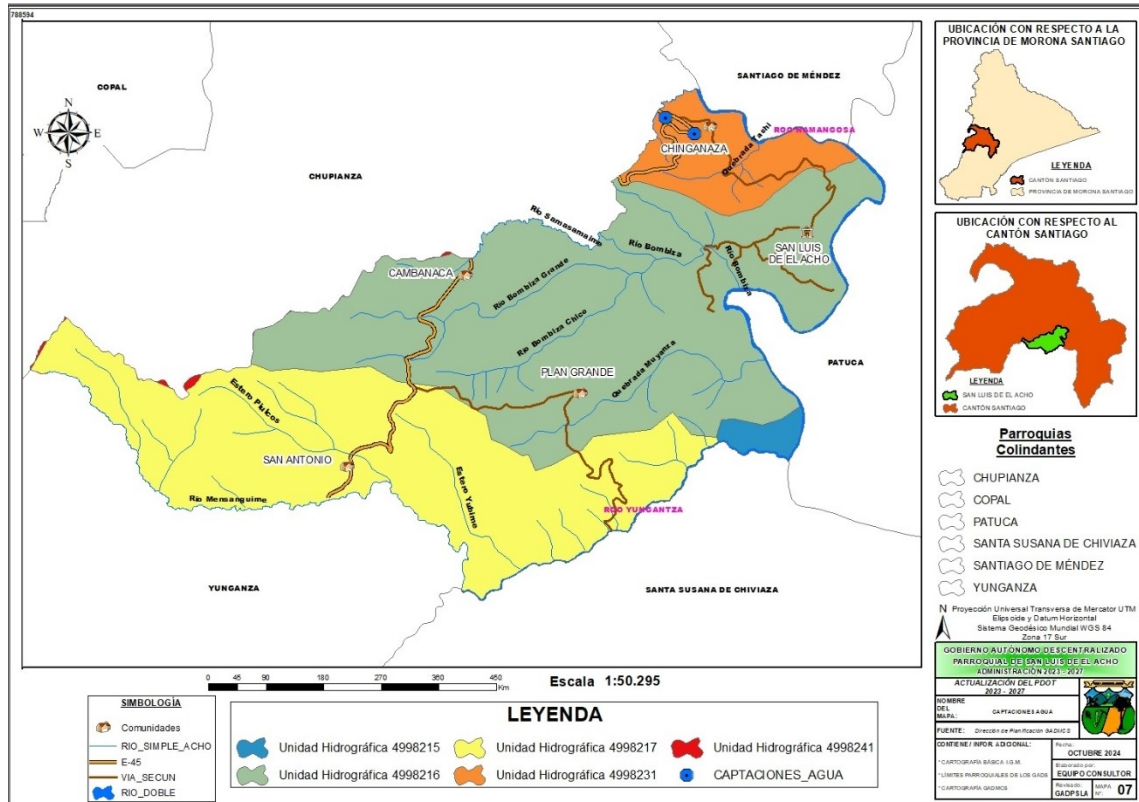 788594
COPAL
SANTIAGO DE MÉNDEZ
CHUPIANZA
N
W E
S
CHINGANAZA
Quebrada Tashi
Río Samasamaime
Río Bombiza
Río Bombiza
SAN LUIS
DE EL ACHO
CAMBANACA
Río Bombiza Grande
Río Bombiza Chico
PLAN GRANDE
Quebrada Muyanza
PATUCA
Estero Piuicos
SAN ANTONIO
Río Mensanguime
Estero Yubimo
YUNGANZA
SANTA SUSANA DE CHIVIAZA
0 45 90 180 270 360 450
Km
Escala 1:50.295
SIMBOLOGÍA
Comunidades
RIO_SIMPLE_ACHO
E-45
VIA_SECUN
RIO_DOBLE
LEYENDA
Unidad Hidrográfica 4998215
Unidad Hidrográfica 4998217
Unidad Hidrográfica 4998241
Unidad Hidrográfica 4998216
Unidad Hidrográfica 4998231
CAPTACIONES_AGUA
UBICACIÓN CON RESPECTO A LA
PROVINCIA DE MORONA SANTIAGO
LEYENDA
CANTÓN SANTIAGO
PROVINCIA DE MORONA SANTIAGO
UBICACIÓN CON RESPECTO AL
CANTÓN SANTIAGO
LEYENDA
SAN LUIS DE EL ACHO
CANTÓN SANTIAGO
Parroquias
Colindantes
CHUPIANZA
COPAL
PATUCA
SANTA SUSANA DE CHIVIAZA
SANTIAGO DE MÉNDEZ
YUNGANZA
N
Proyección Universal Transversa de Mercator UTM
Elipsoide y Datum Horizontal
Sistema Geodésico Mundial WGS 84
Zona 17 Sur
GOBIERNO AUTÓNOMO DESCENTRALIZADO
PARROQUIAL DE SAN LUIS DE EL ACHO
ADMINISTRACIÓN 2023 - 2027
ACTUALIZACIÓN DEL PDOT
2023 - 2027
NOMBRE DEL MAPA: CAPTACIONES AGUA
FUENTE: Dirección de Planificación GADMCS
CONTIENE/ INFOR. ADICIONAL:
*CARTOGRAFÍA BÁSICA I.G.M.
*LÍMITES PARROQUIALES DE LOS GADS
*CARTOGRAFÍA GADMCS
Fecha:
OCTUBRE 2024
Elaborado por:
EQUIPO CONSULTOR
Revisado:
GADPSLA
MAPA N°: 07